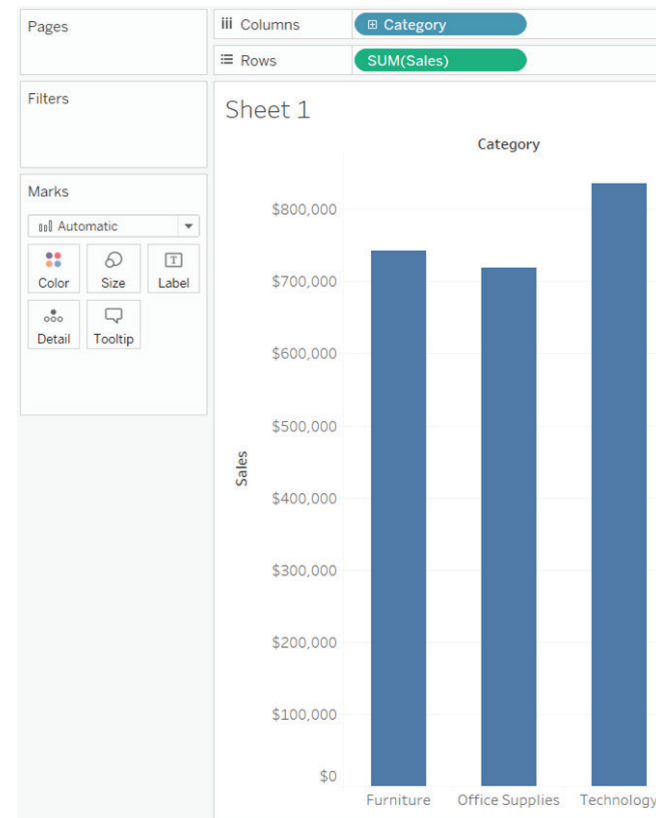 Pages
Columns
Category
Rows
SUM(Sales)
Filters
Sheet 1
Category
Marks
Automatic
Color
Size
T
Label
Detail
Tooltip
$800,000
$700,000
$600,000
$500,000
$400,000
$300,000
$200,000
$100,000
$0
Sales
Furniture
Office Supplies
Technology